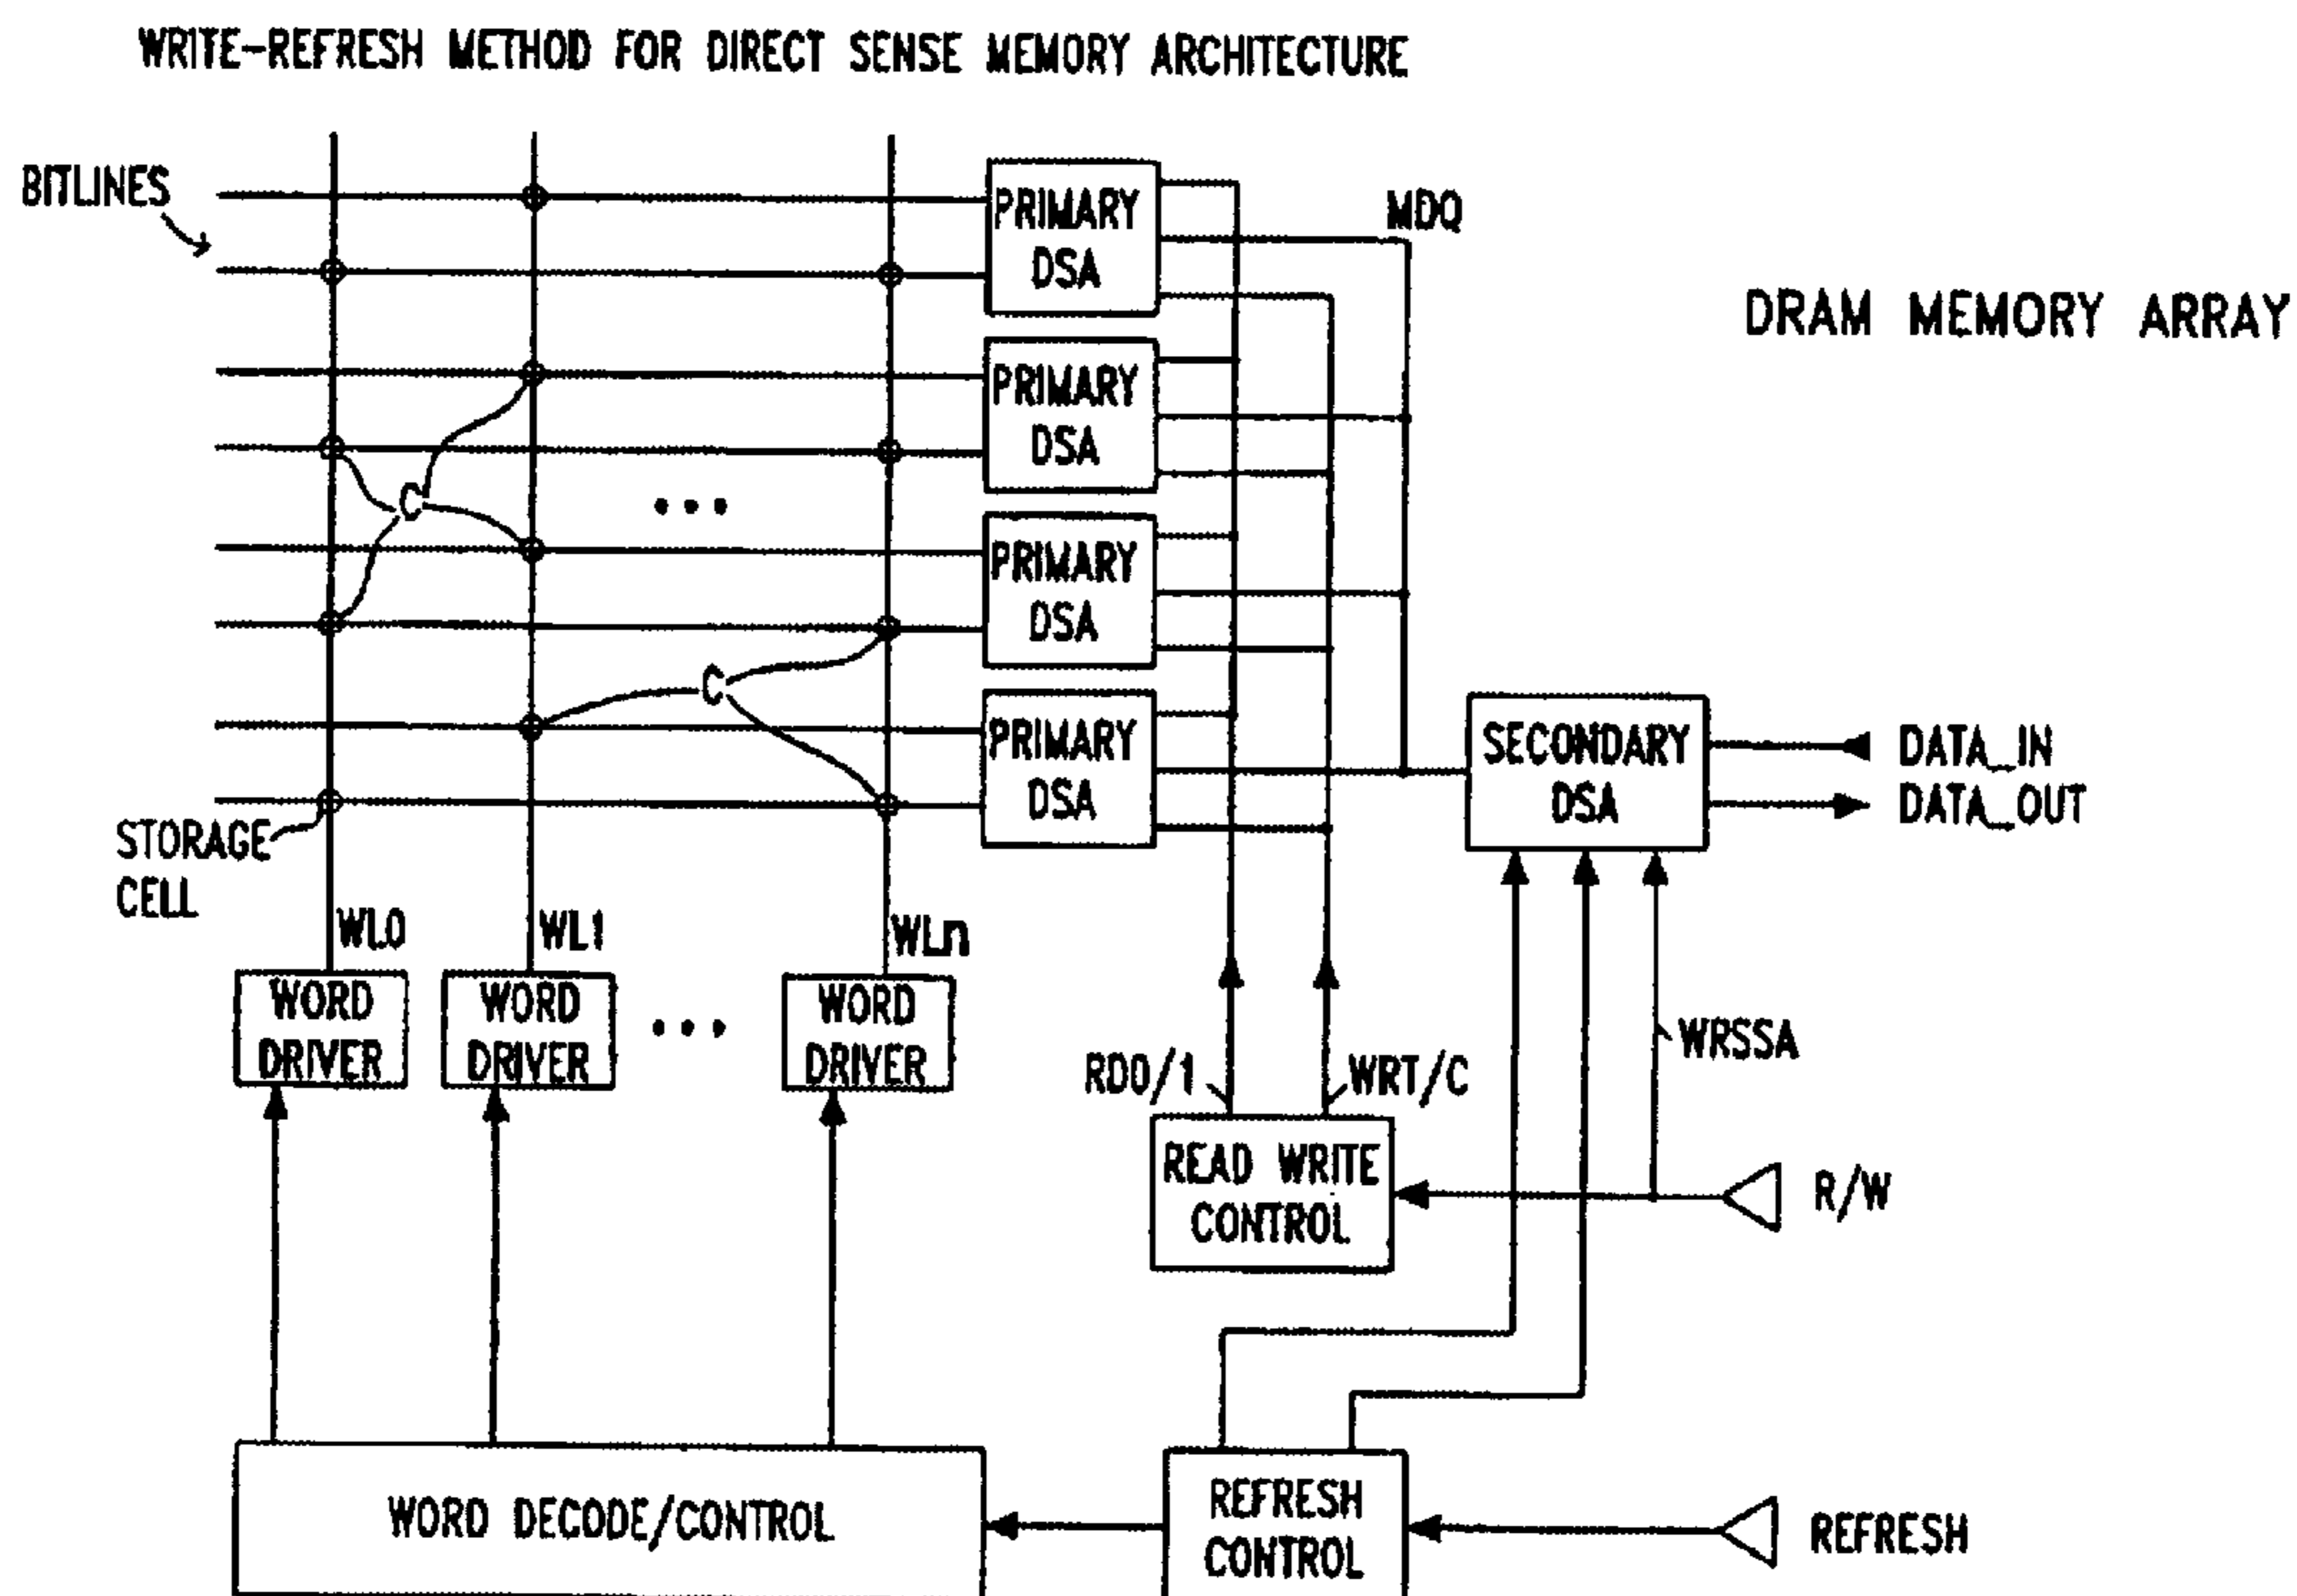 WRITE-REFRESH METHOD FOR DIRECT SENSE MEMORY ARCHITECTURE
BITLINES
PRIMARY
DSA
MDQ
DRAM MEMORY ARRAY
PRIMARY
DSA
C
PRIMARY
DSA
C
PRIMARY
DSA
SECONDARY
DSA
DATA_IN
DATA_OUT
STORAGE
CELL
WL0
WL1
WLn
WORD
DRIVER
WORD
DRIVER
WORD
DRIVER
RD0/1
WRT/C
WRSSA
READ WRITE
CONTROL
R/W
WORD DECODE/CONTROL
REFRESH
CONTROL
REFRESH